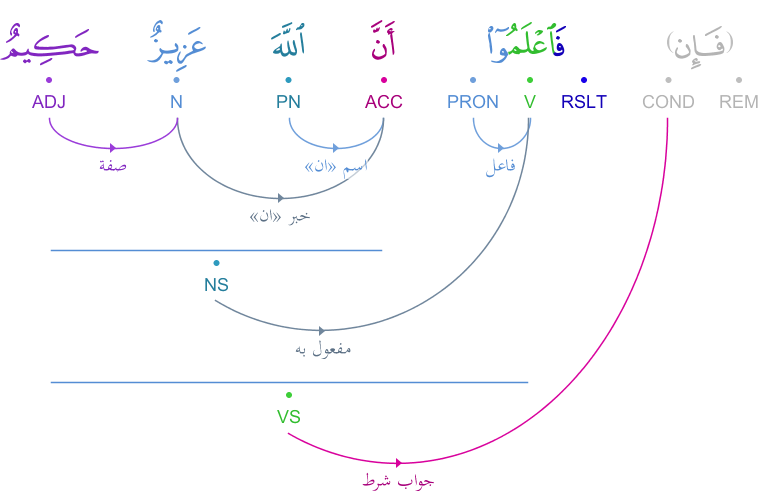 (فَإِن) فَٱعْلَمُوٓا۟ أَنَّ ٱللَّهَ عَزِيزٌ حَكِيمٌ
REM COND RSLT V PRON ACC PN N ADJ
فاعل اسم «ان» صفة
خبر «ان»
NS
مفعول به
VS
جواب شرط